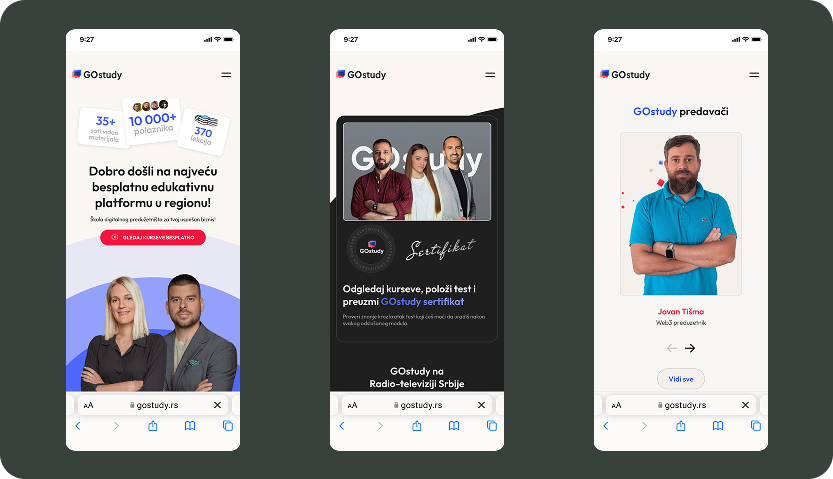 9:27
GOstudy
35+
sati video
materijala
10 000+
polaznika
370
lekcija
Dobro došli na najveću
besplatnu edukativnu
platformu u regionu!
Škola digitalnog preduzetništa za tvoj uspešan biznis!
GLEDAJ KURSEVE BESPLATNO
AA
gostudy.rs
9:27
GOstudy
GOstudy
GOstudy
Sertifikat
Odgledaj kurseve, položi test i
preuzmi GOstudy sertifikat
Proveri znanje kroz kratak test koji ćeš moći da uradiš nakon
svakog odslušanog modula.
GOstudy na
Radio-televiziji Srbije
AA
gostudy.rs
9:27
GOstudy
GOstudy predavači
Jovan Tišma
Web3 preduzetnik
Vidi sve
AA
gostudy.rs